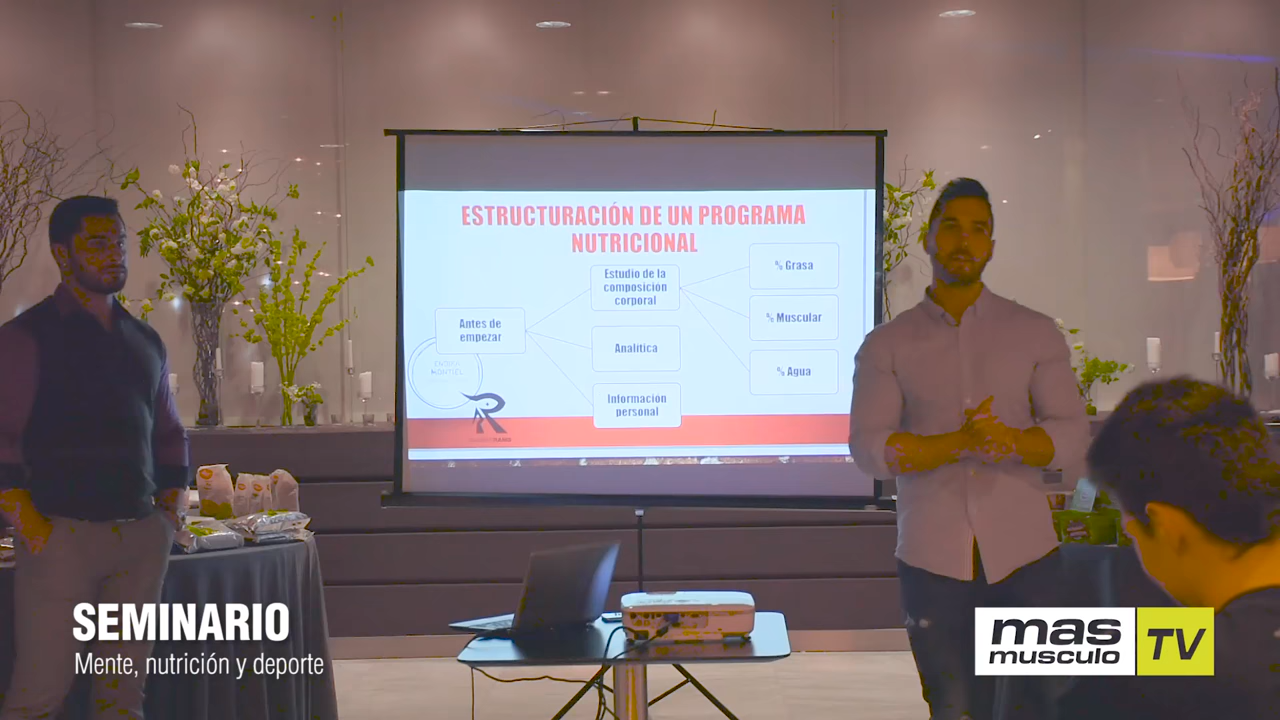 ESTRUCTURACIÓN DE UN PROGRAMA
NUTRICIONAL
Estudio de la
composición
corporal
% Grasa
Antes de
empezar
% Muscular
Analítica
% Agua
Información
personal
MONTIEL
SEMINARIO
Mente, nutrición y deporte
mas
musculo
TV